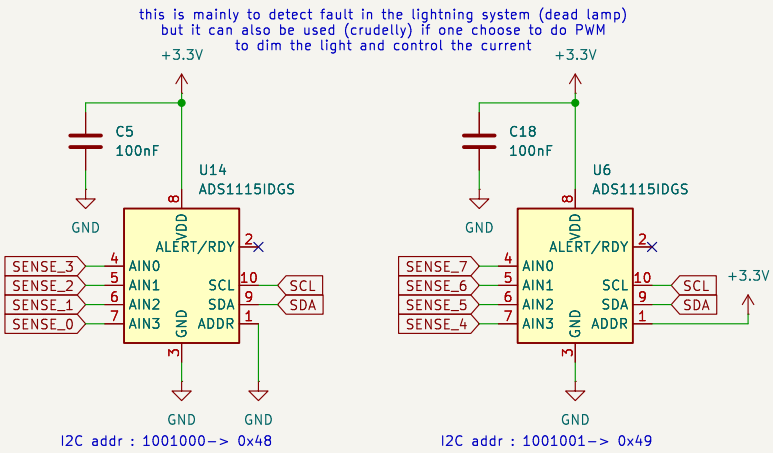 this is mainly to detect fault in the lightning system (dead lamp)
but it can also be used (crudelly) if one choose to do PWM
to dim the light and control the current
+3.3V
C5
100nF
GND
U14
ADS1115IDGS
8
VDD
ALERT/RDY
2
SENSE_3
4
AIN0
SENSE_2
5
AIN1
SCL
10
SCL
SENSE_1
6
AIN2
SDA
9
SDA
SENSE_0
7
AIN3
GND
ADDR
1
3
GND
GND
I2C addr : 1001000-> 0x48
+3.3V
C18
100nF
GND
U6
ADS1115IDGS
8
VDD
ALERT/RDY
2
SENSE_7
4
AIN0
SENSE_6
5
AIN1
SCL
10
SCL
SENSE_5
6
AIN2
SDA
9
SDA
SENSE_4
7
AIN3
GND
ADDR
1
+3.3V
3
GND
I2C addr : 1001001-> 0x49